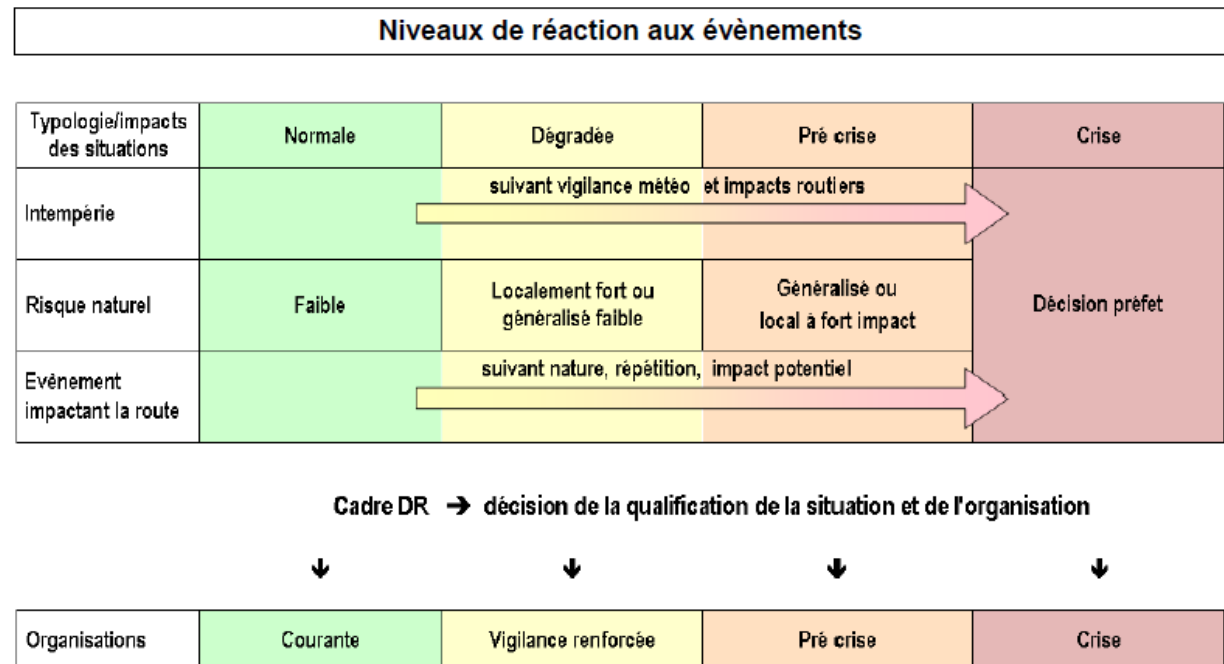 Niveaux de réaction aux évènements
Typologie/impacts
des situations
Normale
Dégradée
Pré crise
Crise
Intempérie
suivant vigilance météo et impacts routiers
Risque naturel
Faible
Localement fort ou
généralisé faible
Généralisé ou
local à fort impact
Décision préfet
Evênement
impactant la route
suivant nature, répétition, impact potentiel
Cadre DR → décision de la qualification de la situation et de l'organisation
Organisations
Courante
Vigilance renforcée
Pré crise
Crise